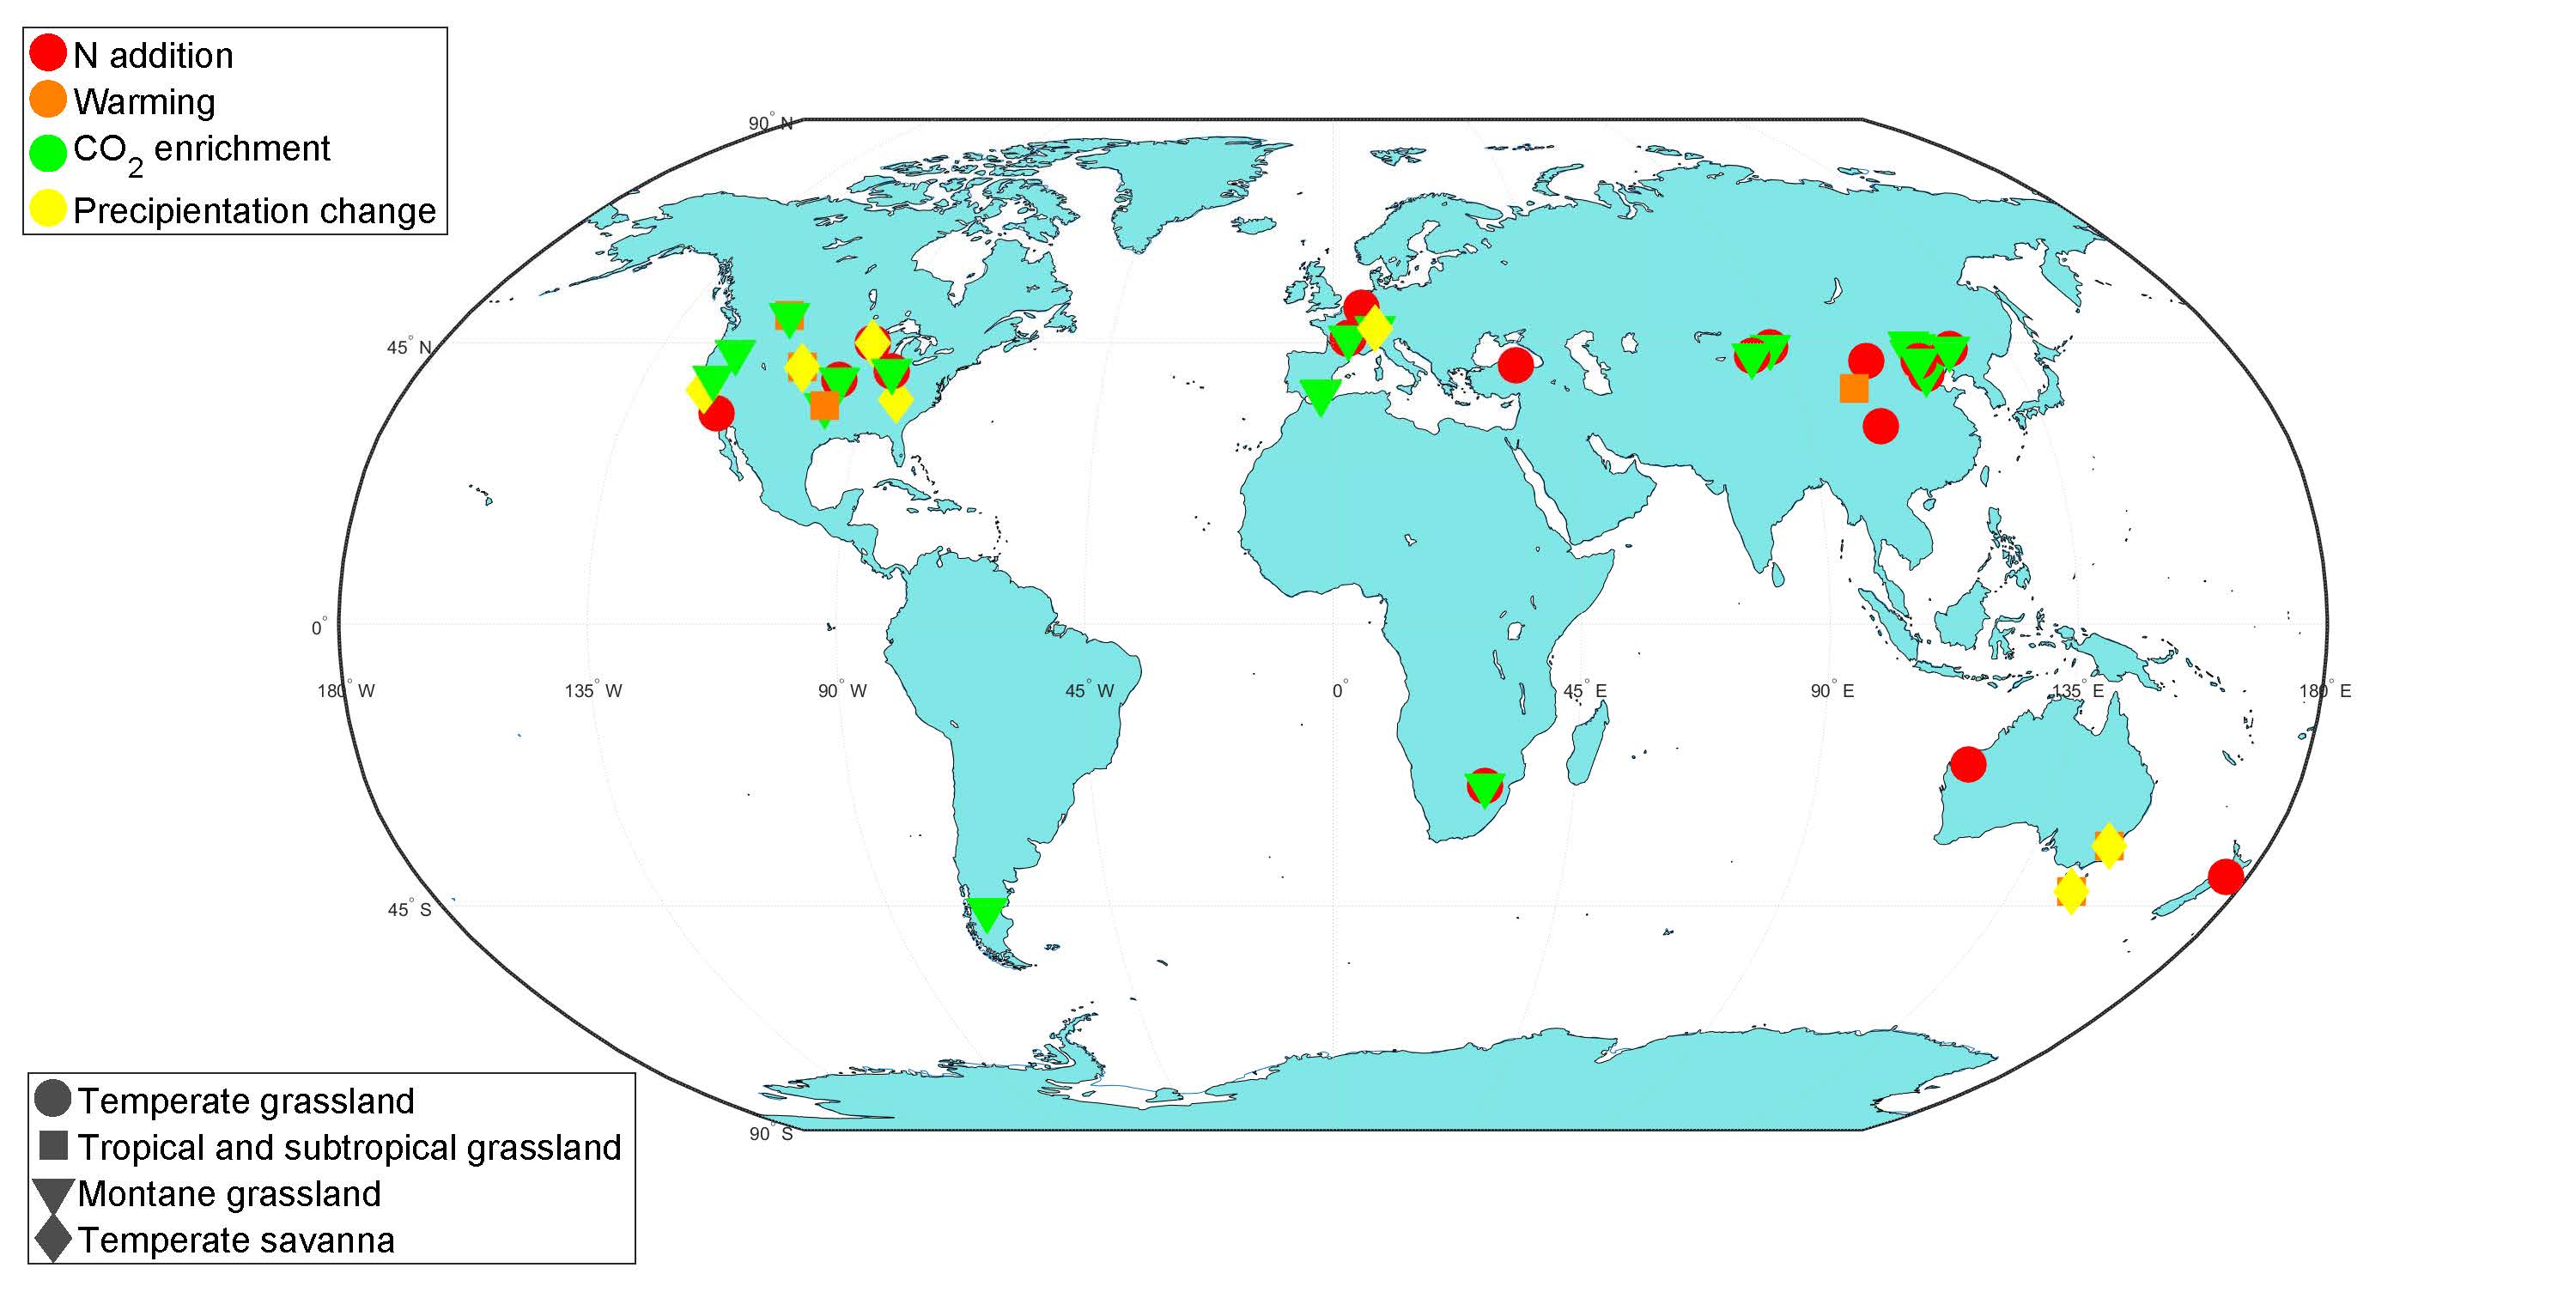 N addition
Warming
CO₂ enrichment
Precipientation change
90° N
45° N
0°
180° W
135° W
90° W
45° W
0°
45° E
90° E
135° E
180° E
45° S
90° S
Temperate grassland
Tropical and subtropical grassland
Montane grassland
Temperate savanna